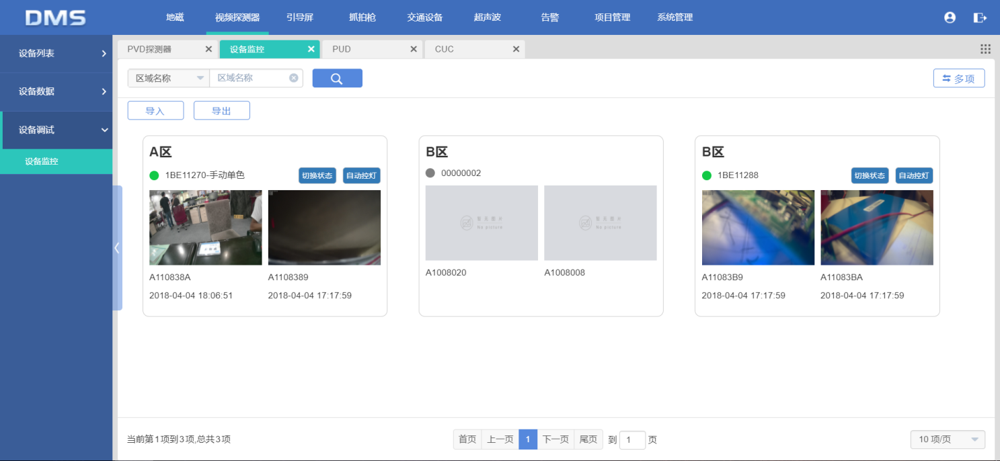 DMS
地磁 视频探测器 引导屏 抓拍枪 交通设备 超声波 告警 项目管理 系统管理
设备列表
设备数据
设备调试
设备监控
PVD探测器 设备监控 PUD CUC
区域名称 区域名称 多项
导入 导出
A区
1BE11270-手动单色 切换状态 自动控灯
A110838A A1108389
2018-04-04 18:06:51 2018-04-04 17:17:59
B区
00000002
暂无图片 暂无图片
No picture No picture
A1008020 A1008008
B区
1BE11288 切换状态 自动控灯
A11083B9 A11083BA
2018-04-04 17:17:59 2018-04-04 17:17:59
当前第1项到3项,总共3项 首页 上一页 1 下一页 尾页 到 1 页 10 项/页